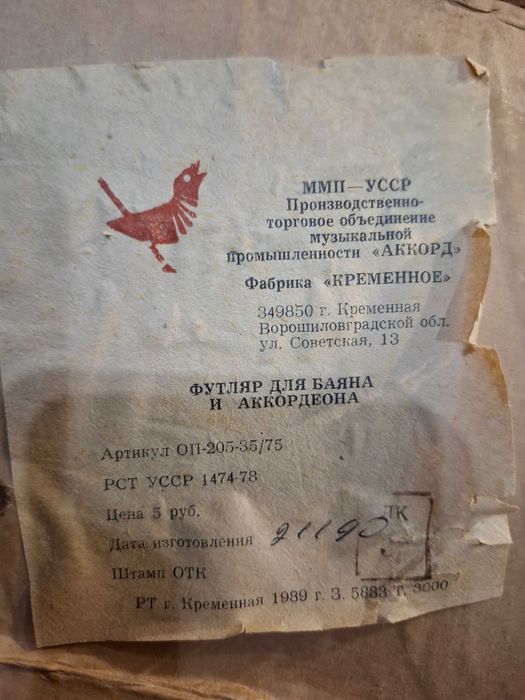 ММП—УССР
Производственно-
торговое объединение
музыкальной
промышленности «АККОРД»
Фабрика «КРЕМЕННОЕ»
349850 г. Кременная
Ворошиловградской обл.
ул. Советская, 13
ФУТЛЯР ДЛЯ БАЯНА
И АККОРДЕОНА
Артикул ОП-205-35/75
РСТ УССР 1474-78
Цена 5 руб.
Дата изготовления
Штамп ОТК
РТ г. Кременная 1989 г. З. 5883 т. 3000